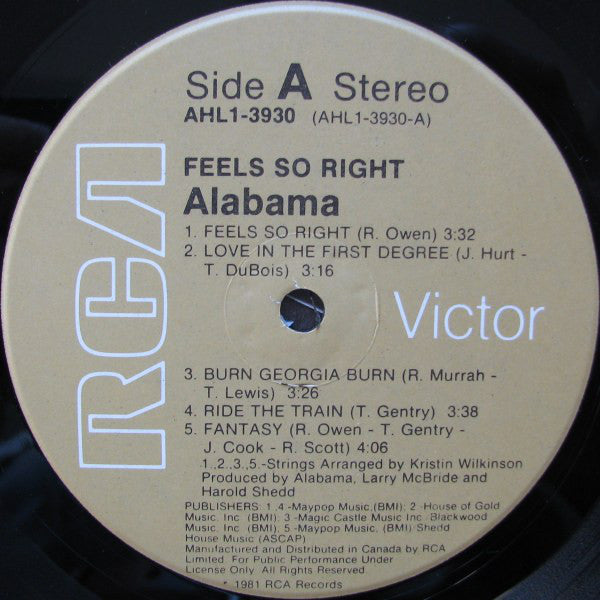 Side A Stereo
AHL1-3930 (AHL1-3930-A)
FEELS SO RIGHT
Alabama
1. FEELS SO RIGHT (R. Owen) 3:32
2. LOVE IN THE FIRST DEGREE (J. Hurt -
T. DuBois) 3:16
RCA
Victor
3. BURN GEORGIA BURN (R. Murrah -
T. Lewis) 3:26
4. RIDE THE TRAIN (T. Gentry) 3:38
5. FANTASY (R. Owen - T. Gentry -
J. Cook - R. Scott) 4:06
1.,2.,3.,5.-Strings Arranged by Kristin Wilkinson
Produced by Alabama, Larry McBride and
Harold Shedd
PUBLISHERS: 1.,4.-Maypop Music,(BMI); 2.-House of Gold
Music. Inc. (BMI); 3.-Magic Castle Music Inc./Blackwood
Music Inc. (BMI), 5.-Maypop Music, (BMI)/Shedd
House Music (ASCAP)
Manufactured and Distributed in Canada by RCA
Limited. For Public Performance Under
License Only. All Rights Reserved.
1981 RCA Records